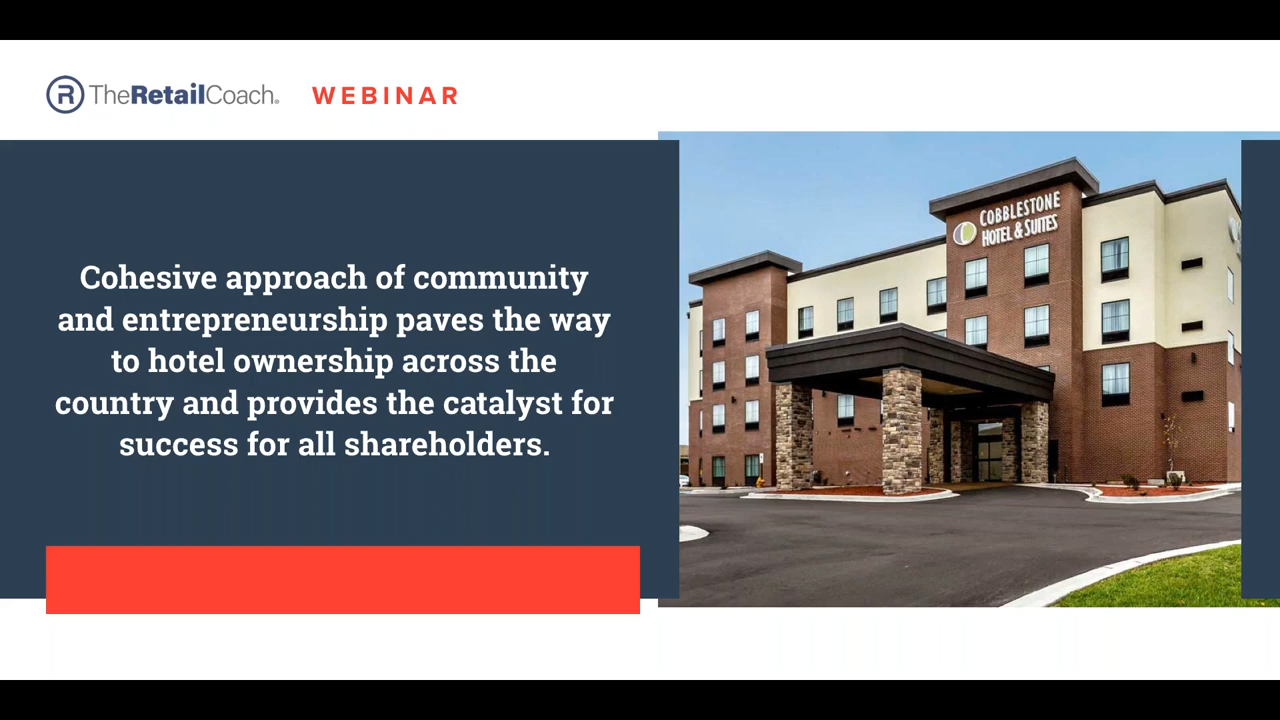 TheRetailCoach.
WEBINAR
Cohesive approach of community
and entrepreneurship paves the way
to hotel ownership across the
country and provides the catalyst for
success for all shareholders.
COBBLESTONE
HOTEL & SUITES